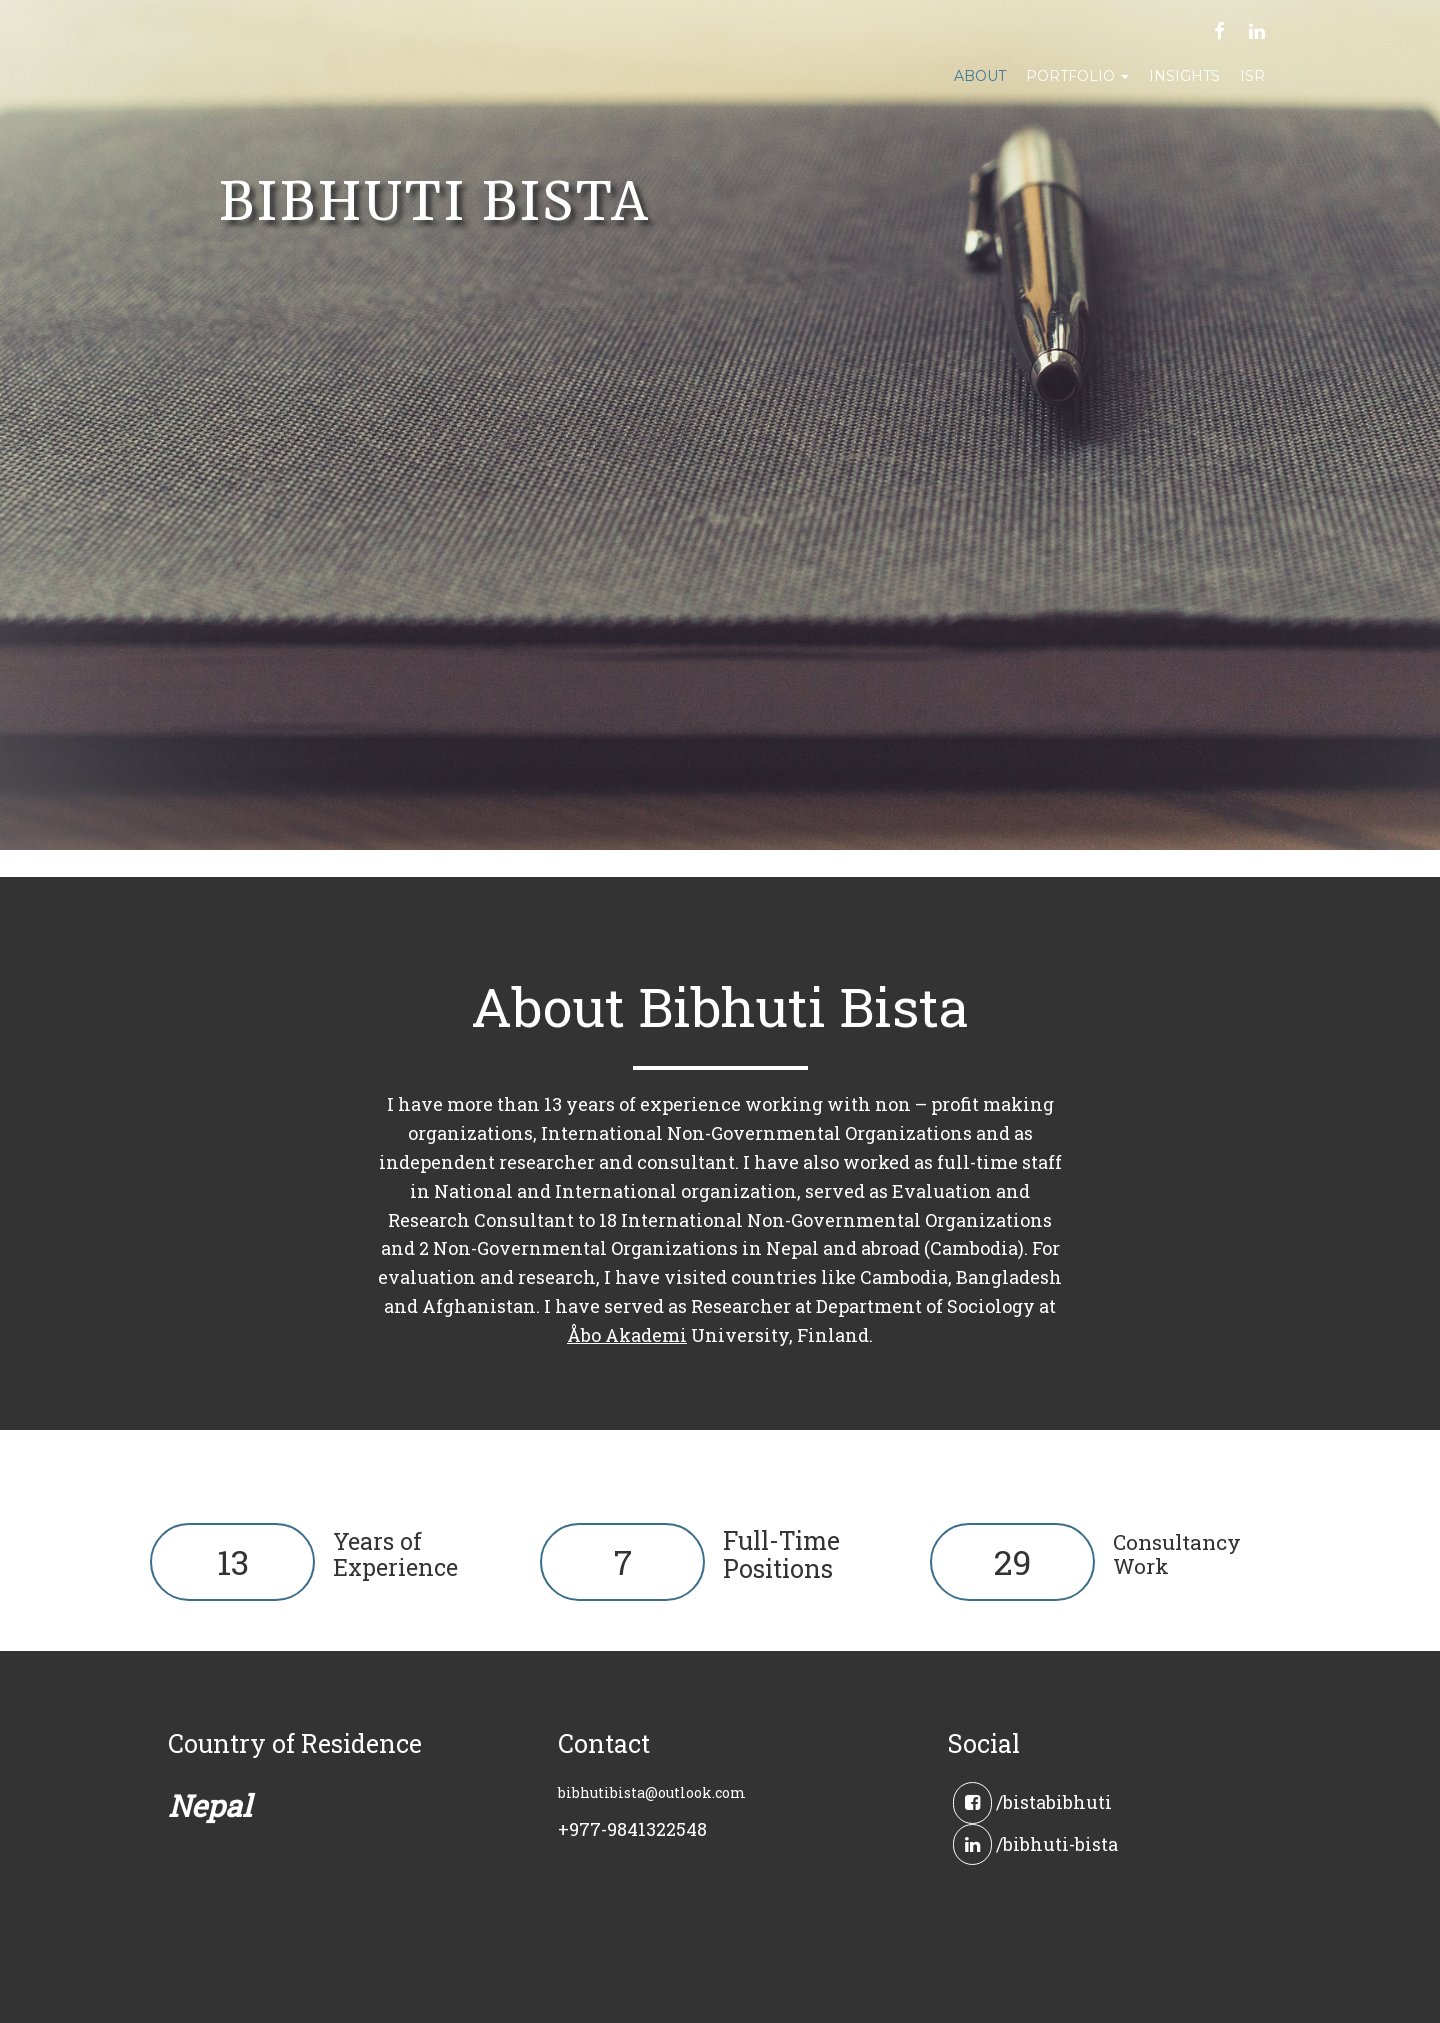 ABOUT PORTFOLIO INSIGHTS ISR
BIBHUTI BISTA
About Bibhuti Bista
I have more than 13 years of experience working with non – profit making
organizations, International Non-Governmental Organizations and as
independent researcher and consultant. I have also worked as full-time staff
in National and International organization, served as Evaluation and
Research Consultant to 18 International Non-Governmental Organizations
and 2 Non-Governmental Organizations in Nepal and abroad (Cambodia). For
evaluation and research, I have visited countries like Cambodia, Bangladesh
and Afghanistan. I have served as Researcher at Department of Sociology at
Åbo Akademi University, Finland.
13
Years of
Experience
7
Full-Time
Positions
29
Consultancy
Work
Country of Residence
Nepal
Contact
bibhutibista@outlook.com
+977-9841322548
Social
/bistabibhuti
/bibhuti-bista